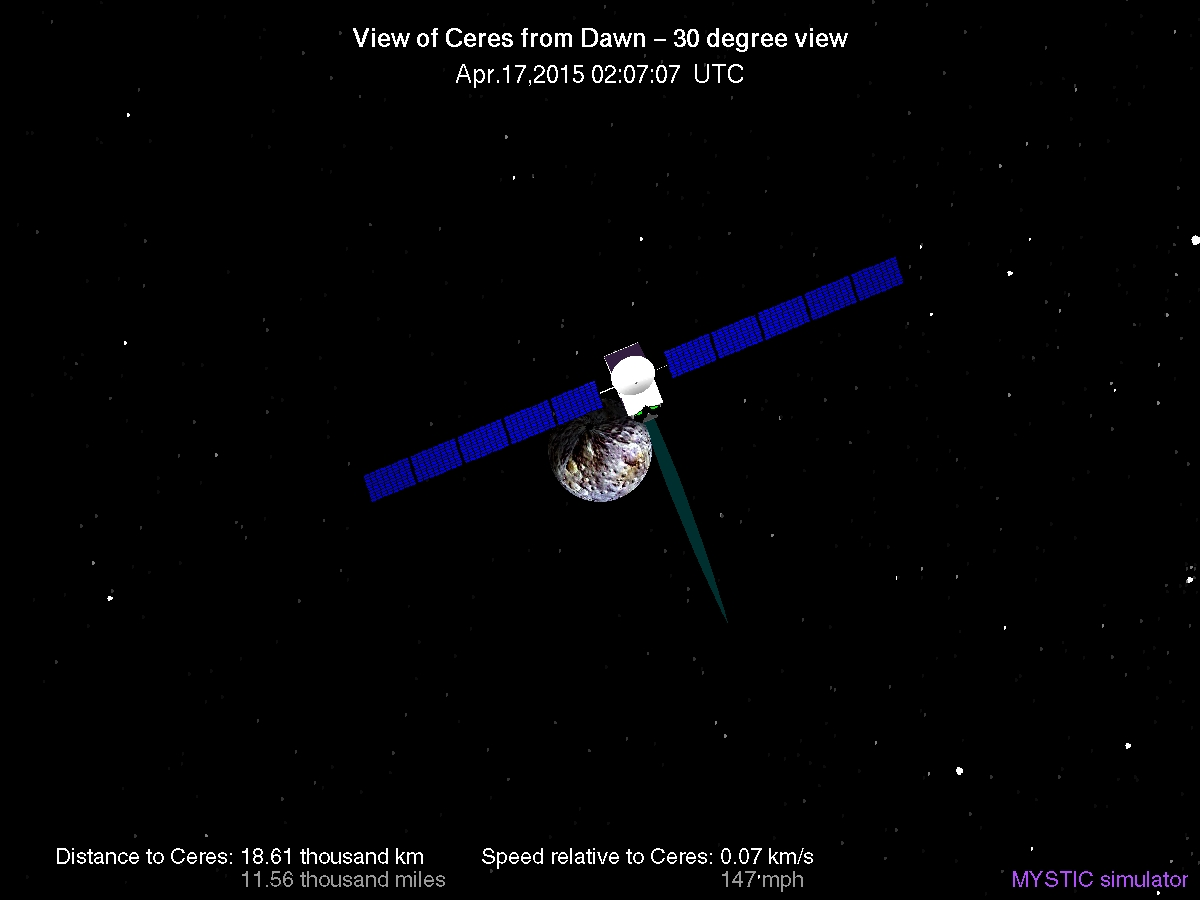 View of Ceres from Dawn – 30 degree view
Apr.17,2015 02:07:07 UTC
Distance to Ceres: 18.61 thousand km
11.56 thousand miles
Speed relative to Ceres: 0.07 km/s
147 mph
MYSTIC simulator